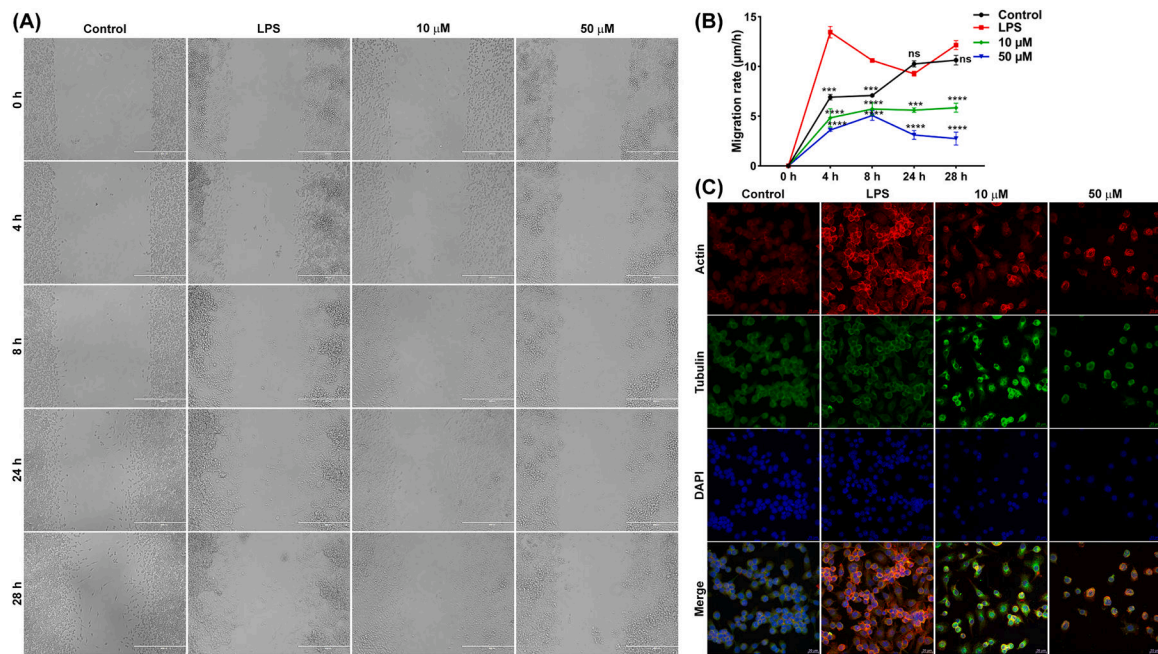 (A)
Control LPS 10 μM 50 μM
0 h
4 h
8 h
24 h
28 h
(B)
Migration rate (μm/h)
15
10
5
0
0 h 4 h 8 h 24 h 28 h
Control
LPS
10 μM
50 μM
*** *** ns ns
**** **** *** ****
**** **** **** ****
(C)
Control LPS 10 μM 50 μM
Actin
Tubulin
DAPI
Merge